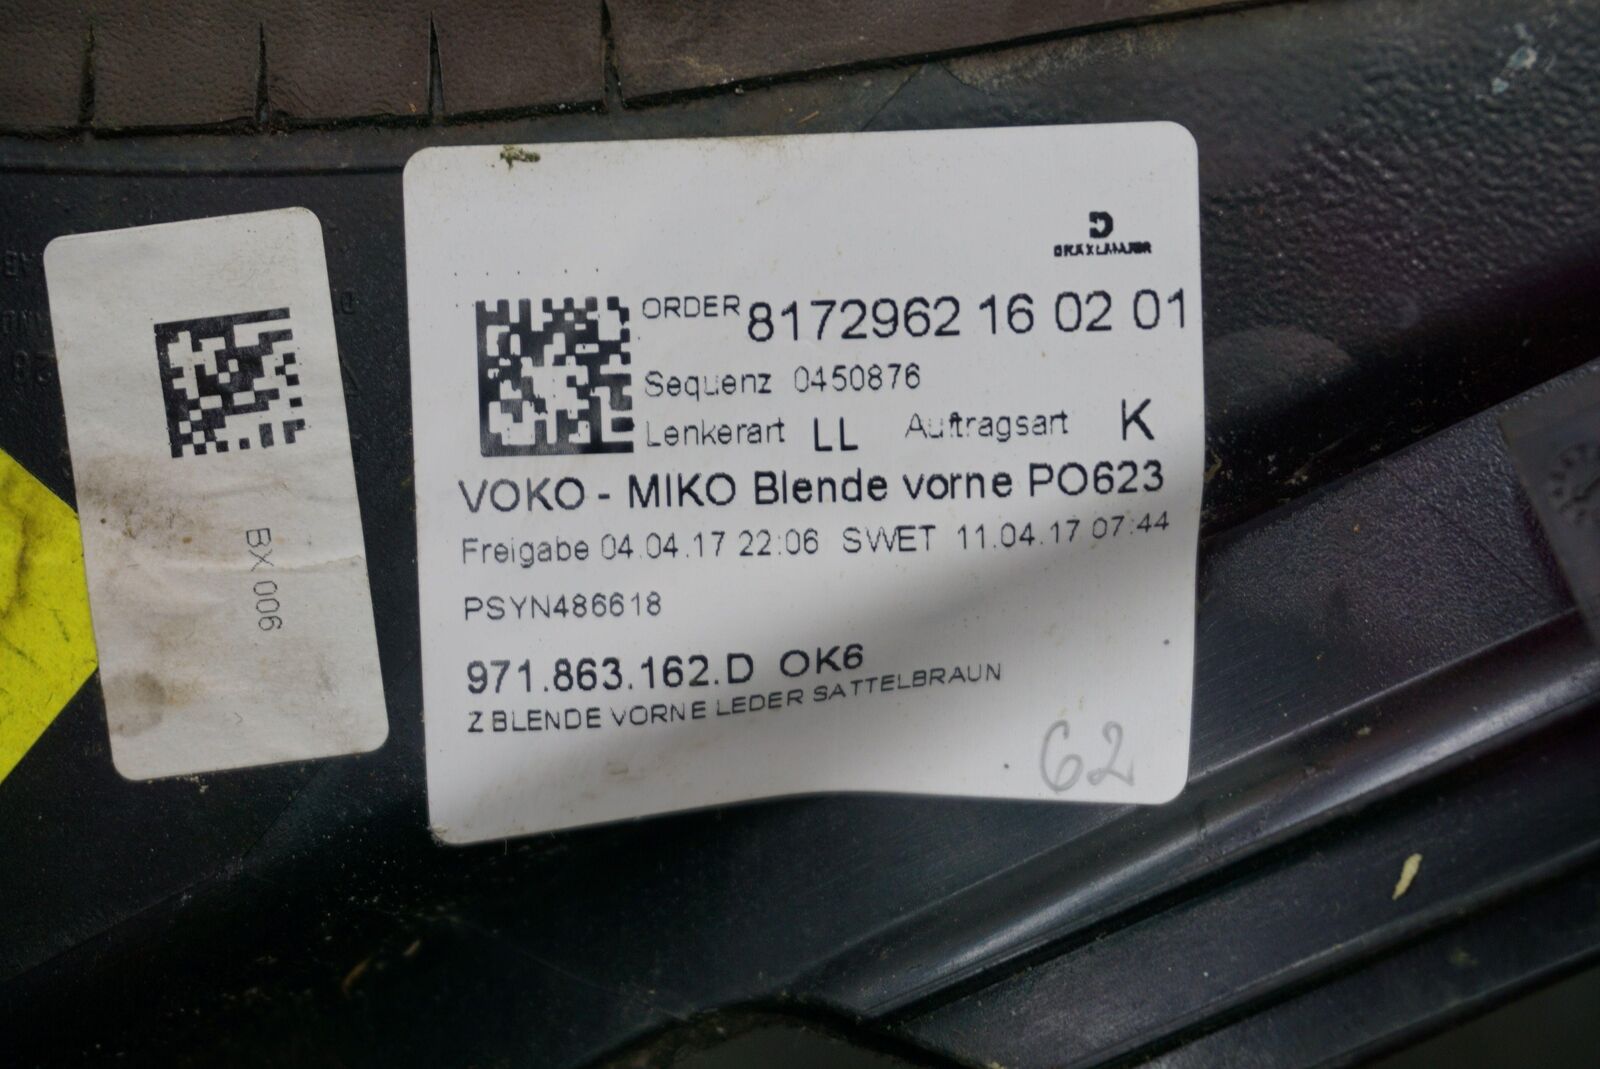 DRÄXLMAIER
ORDER 8172962 16 02 01
Sequenz 0450876
Lenkerart LL Auftragsart K
VOKO - MIKO Blende vorne PO623
Freigabe 04.04.17 22:06 SWET 11.04.17 07:44
PSYN486618
971.863.162.D OK6
Z BLENDE VORNE LEDER SATTELBRAUN
62
BX 006